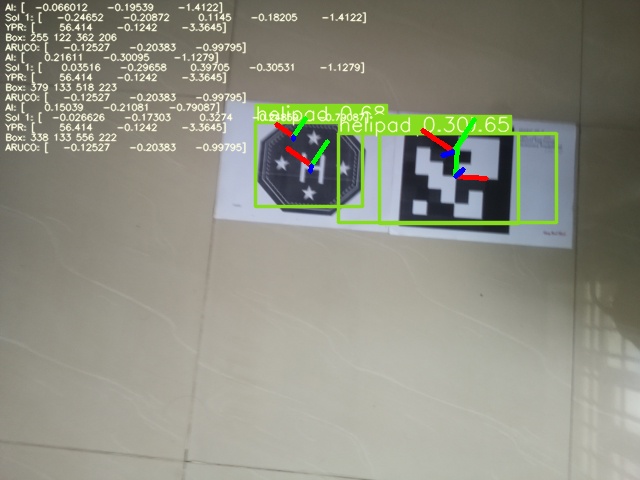 AI: [ -0.066012 -0.19539 -1.4122]
Sol 1: [ -0.24652 -0.20872 0.1145 -0.18205 -1.4122]
YPR: [ 56.414 -0.1242 -3.3645]
Box: 255 122 362 206
ARUCO: [ -0.12527 -0.20383 -0.99795]
AI: [ 0.21611 -0.30095 -1.1279]
Sol 1: [ 0.03516 -0.29658 0.39705 -0.30531 -1.1279]
YPR: [ 56.414 -0.1242 -3.3645]
Box: 379 133 518 223
ARUCO: [ -0.12527 -0.20383 -0.99795]
AI: [ 0.15039 -0.21081 -0.79087]
Sol 1: [ -0.026626 -0.17303 0.3274
YPR: [ 56.414 -0.1242 -3.3645]
Box: 338 133 556 222
ARUCO: [ -0.12527 -0.20383 -0.99795]
helipad 0.68
helipad 0.30
.65
H